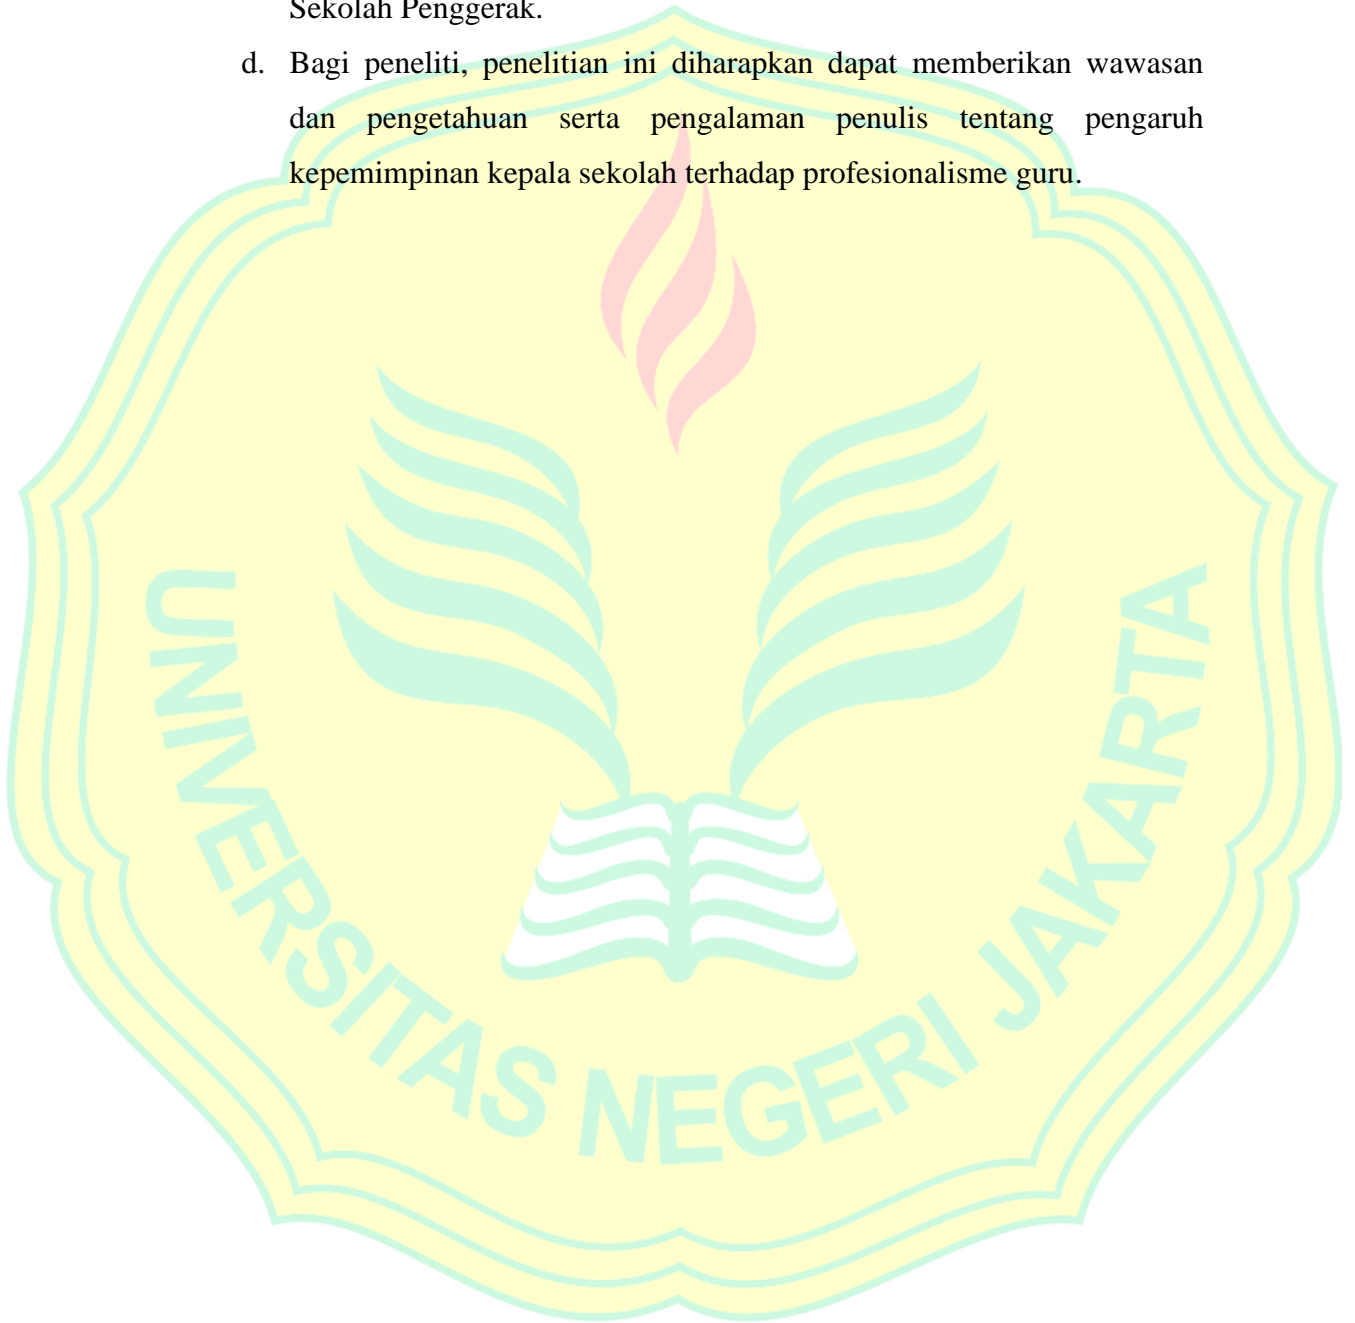 Sekolah Penggerak.
d. Bagi peneliti, penelitian ini diharapkan dapat memberikan wawasan
dan pengetahuan serta pengalaman penulis tentang pengaruh
kepemimpinan kepala sekolah terhadap profesionalisme guru.
UNIVERSITAS NEGERI JAKARTA